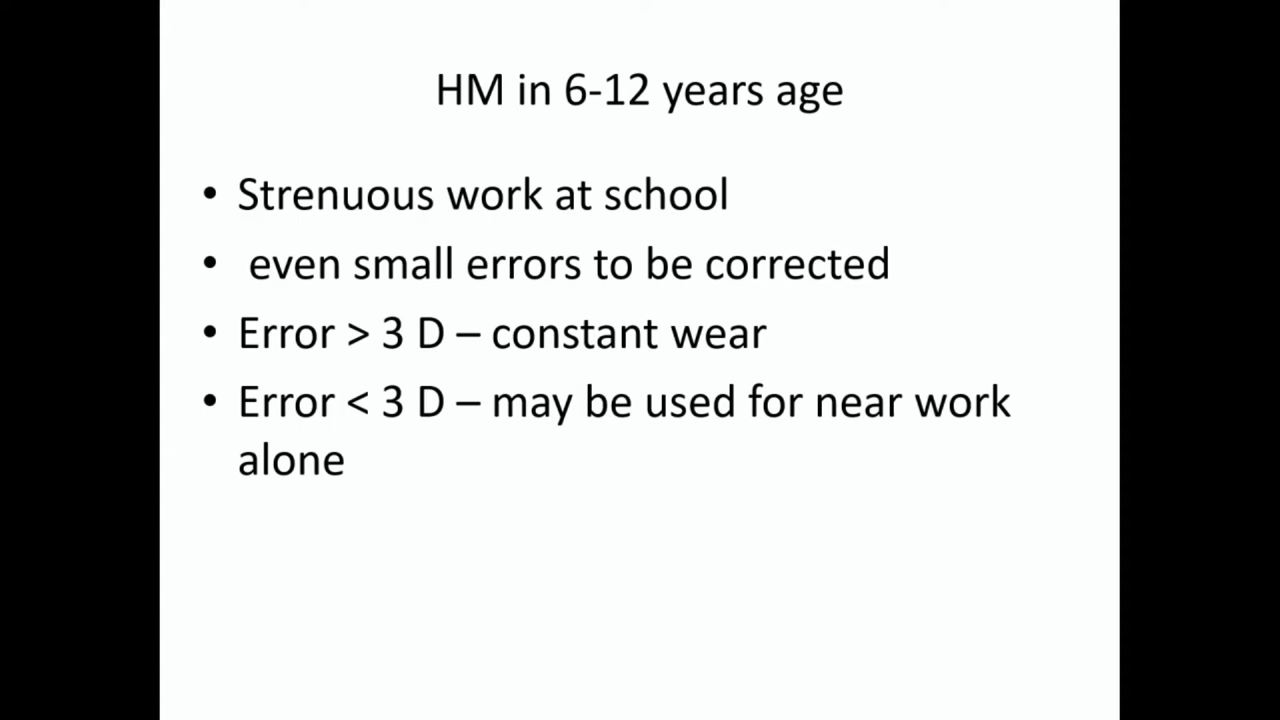 HM in 6-12 years age
• Strenuous work at school
• even small errors to be corrected
• Error > 3 D – constant wear
• Error < 3 D – may be used for near work
alone